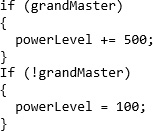 if (grandMaster)
{
  powerLevel += 500;
}
If (!grandMaster)
{
  powerLevel = 100;
}